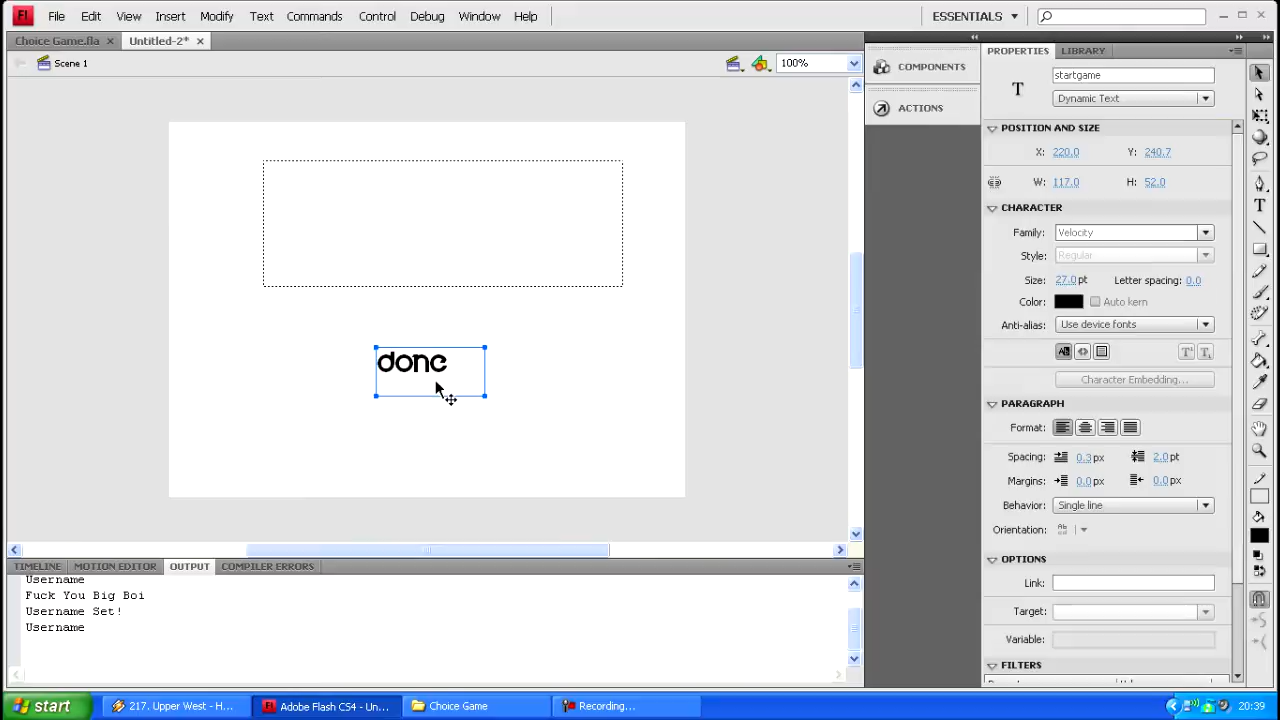 Fl File Edit View Insert Modify Text Commands Control Debug Window Help ESSENTIALS
Choice Game.fla Untitled-2*
Scene 1 100%
COMPONENTS
ACTIONS
done
PROPERTIES LIBRARY
T startgame
Dynamic Text
POSITION AND SIZE
X: 220.0 Y: 240.7
W: 117.0 H: 52.0
CHARACTER
Family: Velocity
Style: Regular
Size: 27.0 pt Letter spacing: 0.0
Color: Auto kern
Anti-alias: Use device fonts
Character Embedding...
PARAGRAPH
Format:
Spacing: 0.3 px 2.0 pt
Margins: 0.0 px 0.0 px
Behavior: Single line
Orientation:
OPTIONS
Link:
Target:
Variable:
FILTERS
TIMELINE MOTION EDITOR OUTPUT COMPILER ERRORS
Username
Fuck You Big Boi
Username Set!
Username
start 217. Upper West - H... Adobe Flash CS4 - Un... Choice Game Recording... 20:39